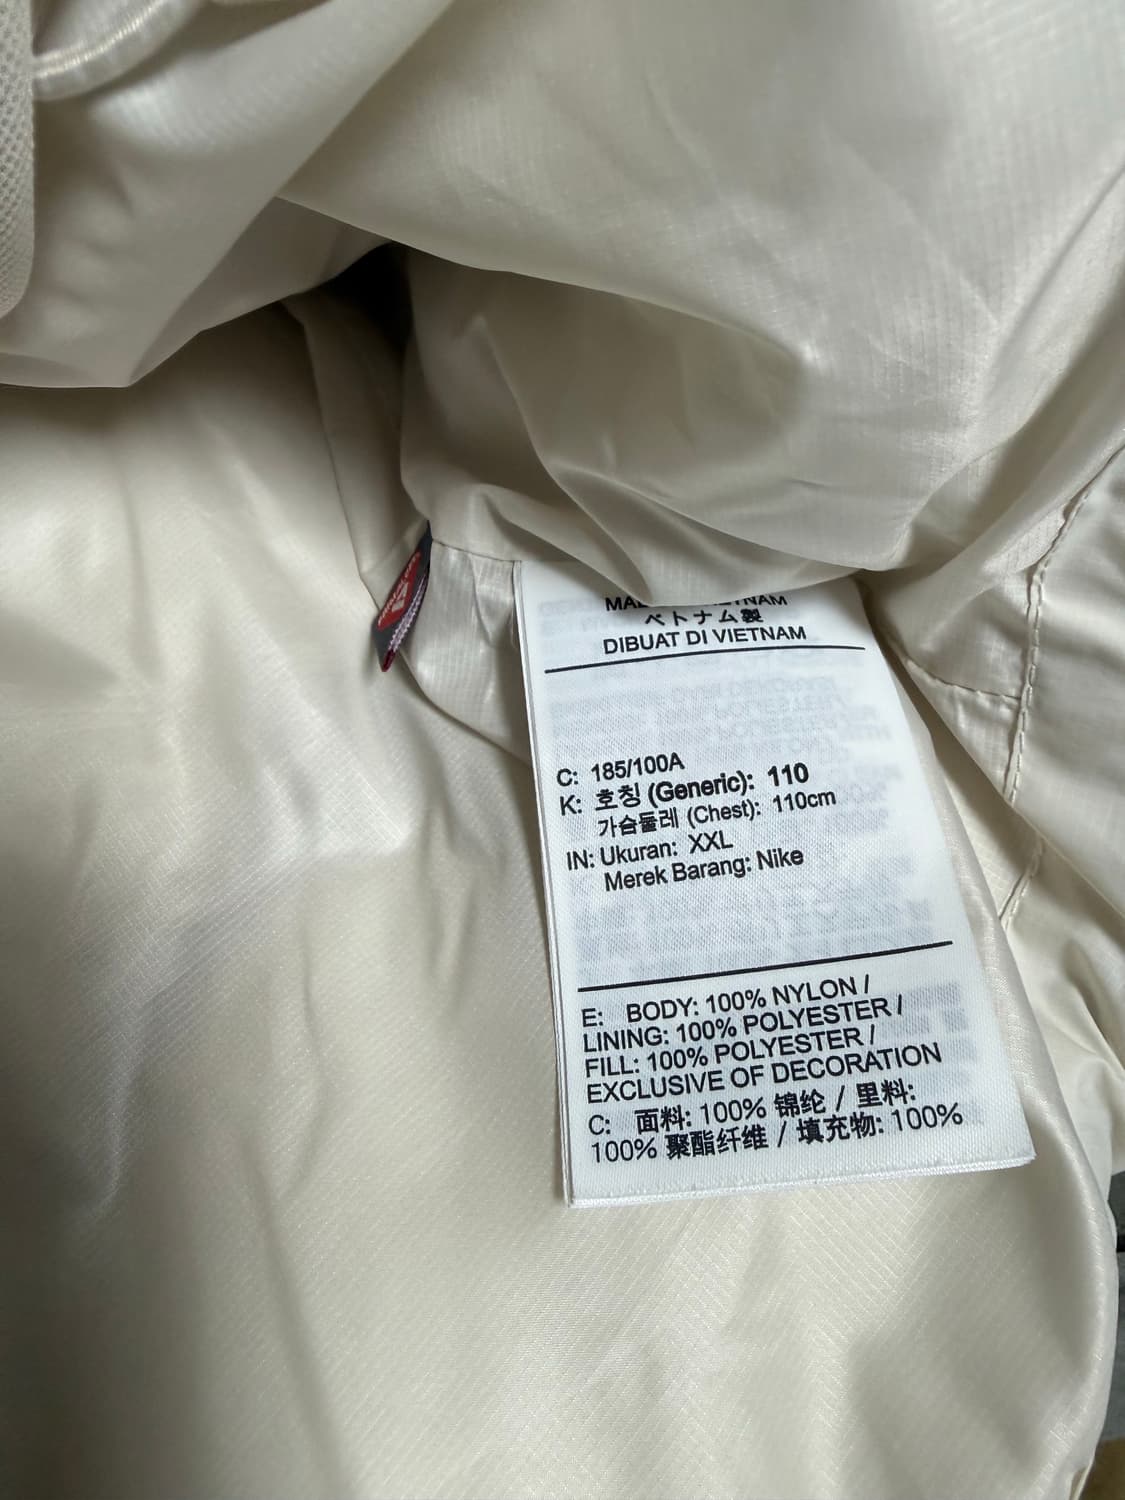 ベトナム製
DIBUAT DI VIETNAM
C: 185/100A
K: 호칭 (Generic): 110
가슴둘레 (Chest): 110cm
IN: Ukuran: XXL
Merek Barang: Nike
E: BODY: 100% NYLON /
LINING: 100% POLYESTER /
FILL: 100% POLYESTER /
EXCLUSIVE OF DECORATION
C: 面料: 100% 锦纶 / 里料:
100% 聚酯纤维 / 填充物: 100%